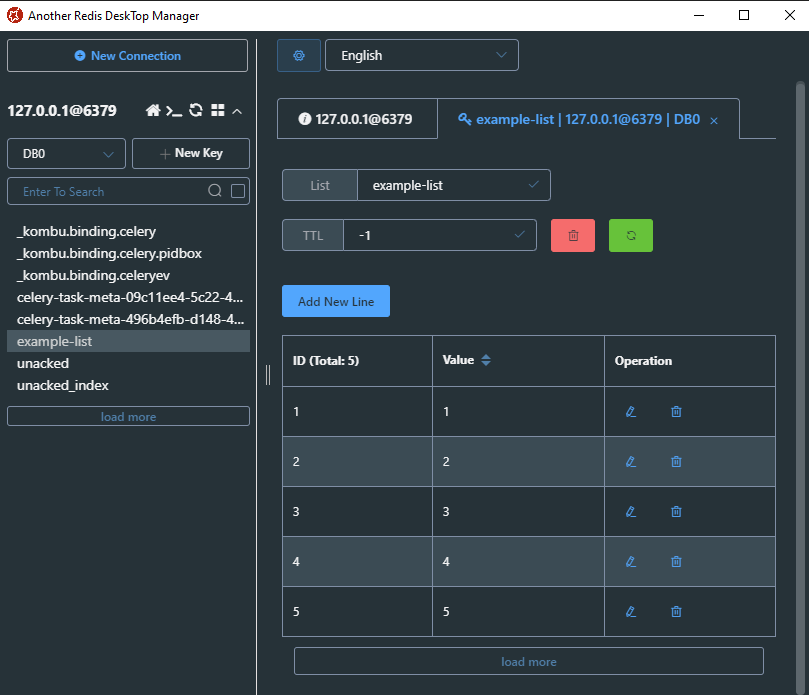 Another Redis DeskTop Manager
New Connection
127.0.0.1@6379
DB0
New Key
Enter To Search
_kombu.binding.celery
_kombu.binding.celery.pidbox
_kombu.binding.celeryev
celery-task-meta-09c11ee4-5c22-4...
celery-task-meta-496b4efb-d148-4...
example-list
unacked
unacked_index
load more
English
127.0.0.1@6379
example-list | 127.0.0.1@6379 | DB0
List example-list
TTL -1
Add New Line
ID (Total: 5) Value Operation
1 1
2 2
3 3
4 4
5 5
load more